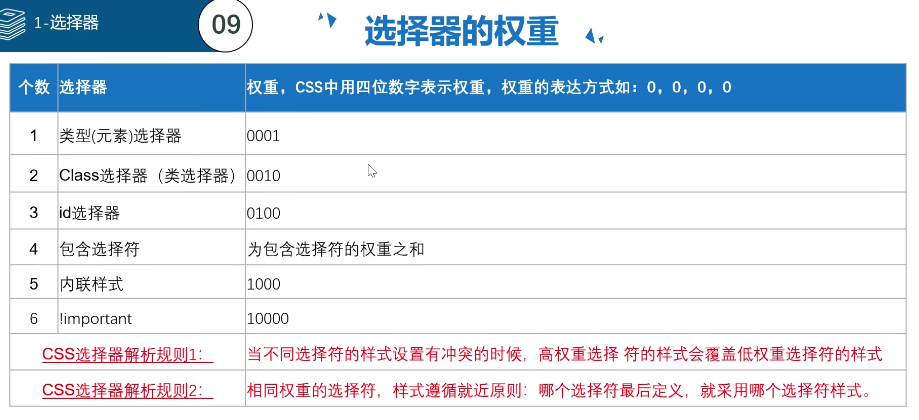 1-选择器
09
选择器的权重
个数 选择器 权重，CSS中用四位数字表示权重，权重的表达方式如：0，0，0，0
1 类型(元素)选择器 0001
2 Class选择器（类选择器） 0010
3 id选择器 0100
4 包含选择符 为包含选择符的权重之和
5 内联样式 1000
6 !important 10000
CSS选择器解析规则1： 当不同选择符的样式设置有冲突的时候，高权重选择 符的样式会覆盖低权重选择符的样式
CSS选择器解析规则2： 相同权重的选择符，样式遵循就近原则：哪个选择符最后定义，就采用哪个选择符样式。